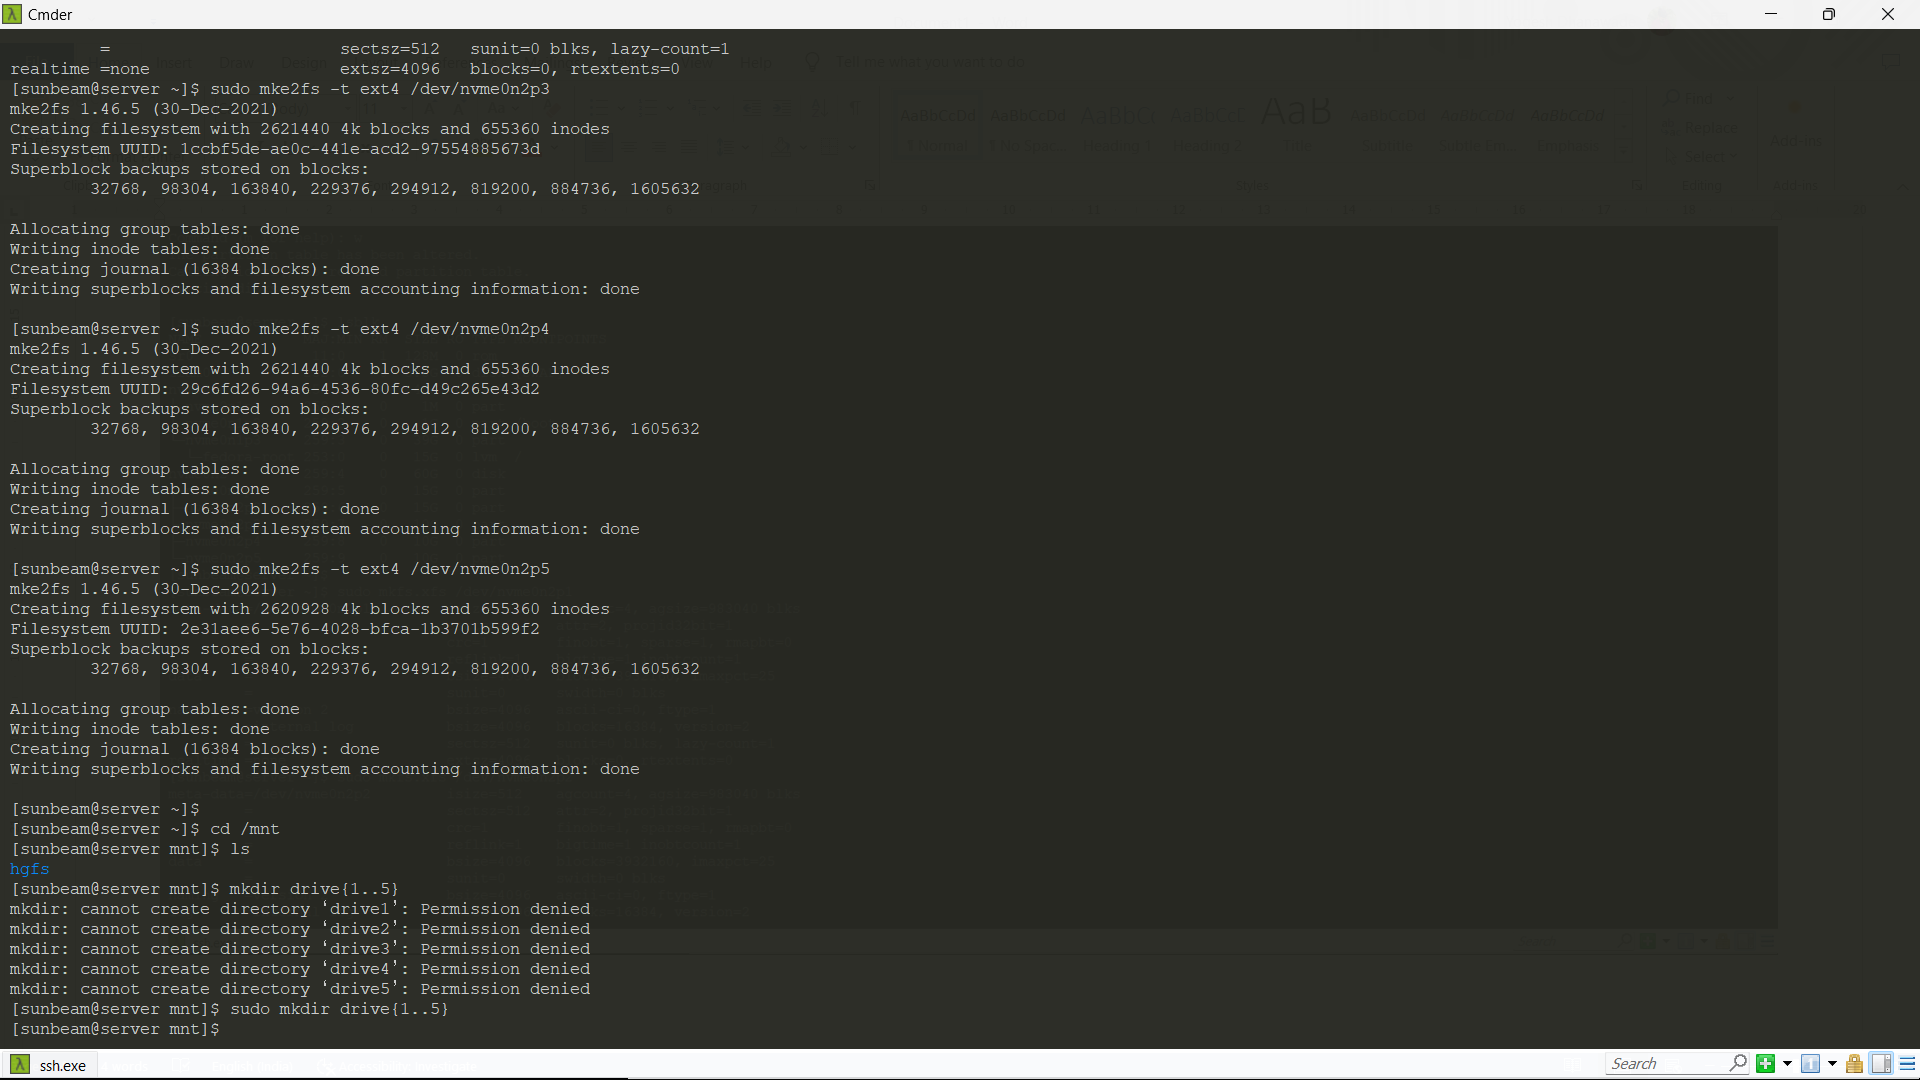 Cmder
= sectsz=512 sunit=0 blks, lazy-count=1
realtime =none extsz=4096 blocks=0, rtextents=0
[sunbeam@server ~]$ sudo mke2fs -t ext4 /dev/nvme0n2p3
mke2fs 1.46.5 (30-Dec-2021)
Creating filesystem with 2621440 4k blocks and 655360 inodes
Filesystem UUID: 1ccbf5de-ae0c-441e-acd2-97554885673d
Superblock backups stored on blocks:
32768, 98304, 163840, 229376, 294912, 819200, 884736, 1605632
Allocating group tables: done
Writing inode tables: done
Creating journal (16384 blocks): done
Writing superblocks and filesystem accounting information: done
[sunbeam@server ~]$ sudo mke2fs -t ext4 /dev/nvme0n2p4
mke2fs 1.46.5 (30-Dec-2021)
Creating filesystem with 2621440 4k blocks and 655360 inodes
Filesystem UUID: 29c6fd26-94a6-4536-80fc-d49c265e43d2
Superblock backups stored on blocks:
32768, 98304, 163840, 229376, 294912, 819200, 884736, 1605632
Allocating group tables: done
Writing inode tables: done
Creating journal (16384 blocks): done
Writing superblocks and filesystem accounting information: done
[sunbeam@server ~]$ sudo mke2fs -t ext4 /dev/nvme0n2p5
mke2fs 1.46.5 (30-Dec-2021)
Creating filesystem with 2620928 4k blocks and 655360 inodes
Filesystem UUID: 2e31aee6-5e76-4028-bfca-1b3701b599f2
Superblock backups stored on blocks:
32768, 98304, 163840, 229376, 294912, 819200, 884736, 1605632
Allocating group tables: done
Writing inode tables: done
Creating journal (16384 blocks): done
Writing superblocks and filesystem accounting information: done
[sunbeam@server ~]$
[sunbeam@server ~]$ cd /mnt
[sunbeam@server mnt]$ ls
hgfs
[sunbeam@server mnt]$ mkdir drive{1..5}
mkdir: cannot create directory ‘drive1’: Permission denied
mkdir: cannot create directory ‘drive2’: Permission denied
mkdir: cannot create directory ‘drive3’: Permission denied
mkdir: cannot create directory ‘drive4’: Permission denied
mkdir: cannot create directory ‘drive5’: Permission denied
[sunbeam@server mnt]$ sudo mkdir drive{1..5}
[sunbeam@server mnt]$
ssh.exe Search